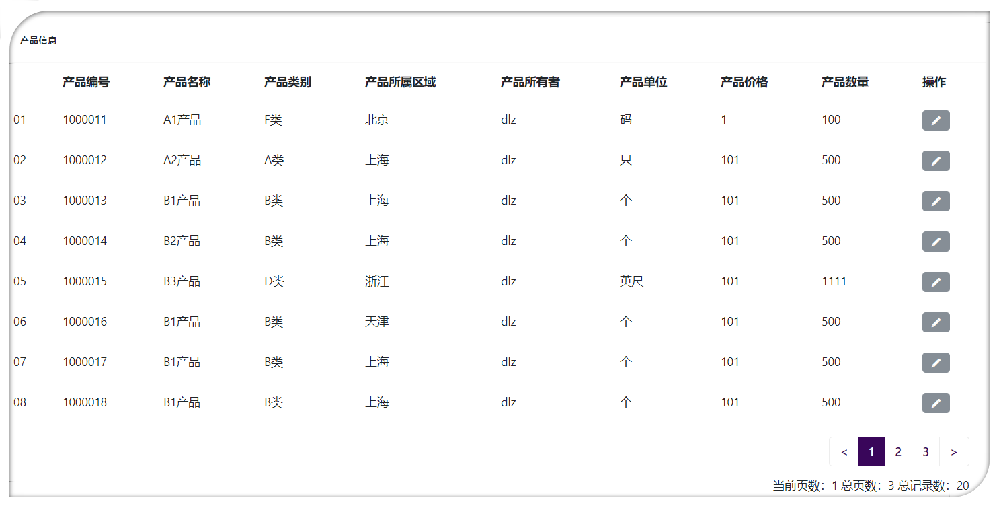 产品信息
产品编号 产品名称 产品类别 产品所属区域 产品所有者 产品单位 产品价格 产品数量 操作
01 1000011 A1产品 F类 北京 dlz 码 1 100
02 1000012 A2产品 A类 上海 dlz 只 101 500
03 1000013 B1产品 B类 上海 dlz 个 101 500
04 1000014 B2产品 B类 上海 dlz 个 101 500
05 1000015 B3产品 D类 浙江 dlz 英尺 101 1111
06 1000016 B1产品 B类 天津 dlz 个 101 500
07 1000017 B1产品 B类 上海 dlz 个 101 500
08 1000018 B1产品 B类 上海 dlz 个 101 500
< 1 2 3 >
当前页数：1 总页数：3 总记录数：20